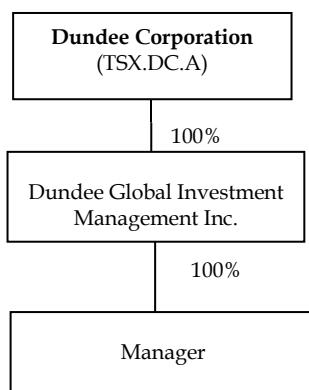 Dundee Corporation
(TSX.DC.A)
100%
Dundee Global Investment
Management Inc.
100%
Manager